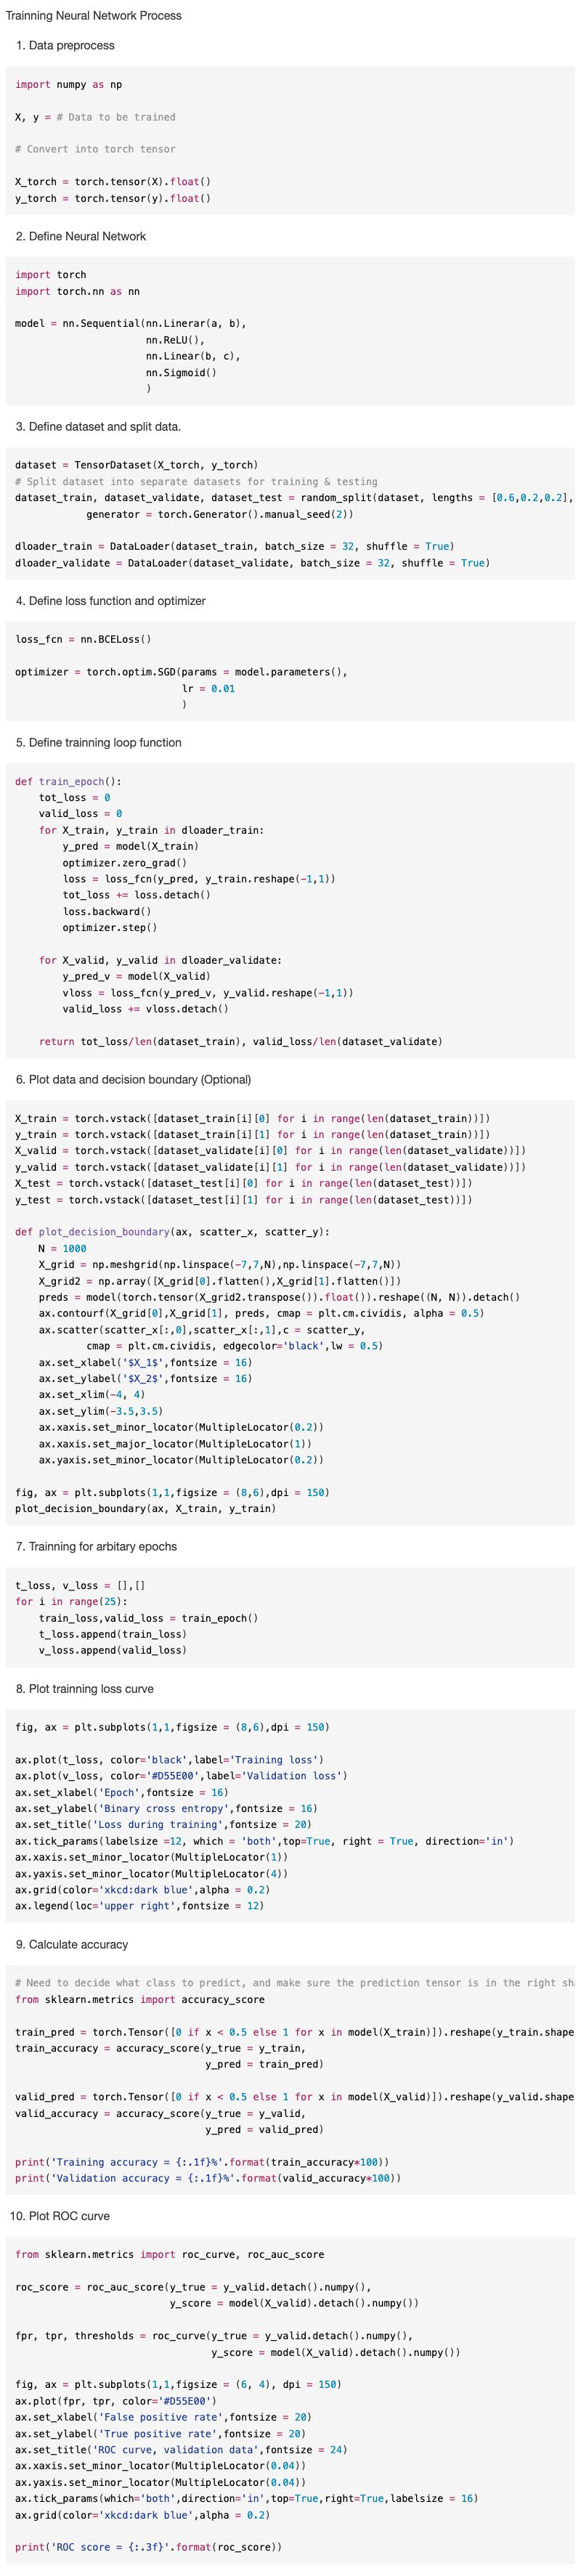 Trainning Neural Network Process
1. Data preprocess
import numpy as np
X, y = # Data to be trained
# Convert into torch tensor
X_torch = torch.tensor(X).float()
y_torch = torch.tensor(y).float()
2. Define Neural Network
import torch
import torch.nn as nn
model = nn.Sequential(nn.Linerar(a, b),
nn.ReLU(),
nn.Linear(b, c),
nn.Sigmoid()
)
3. Define dataset and split data.
dataset = TensorDataset(X_torch, y_torch)
# Split dataset into separate datasets for training & testing
dataset_train, dataset_validate, dataset_test = random_split(dataset, lengths = [0.6,0.2,0.2],
generator = torch.Generator().manual_seed(2))
dloader_train = DataLoader(dataset_train, batch_size = 32, shuffle = True)
dloader_validate = DataLoader(dataset_validate, batch_size = 32, shuffle = True)
4. Define loss function and optimizer
loss_fcn = nn.BCELoss()
optimizer = torch.optim.SGD(params = model.parameters(),
lr = 0.01
)
5. Define trainning loop function
def train_epoch():
tot_loss = 0
valid_loss = 0
for X_train, y_train in dloader_train:
y_pred = model(X_train)
optimizer.zero_grad()
loss = loss_fcn(y_pred, y_train.reshape(-1,1))
tot_loss += loss.detach()
loss.backward()
optimizer.step()
for X_valid, y_valid in dloader_validate:
y_pred_v = model(X_valid)
vloss = loss_fcn(y_pred_v, y_valid.reshape(-1,1))
valid_loss += vloss.detach()
return tot_loss/len(dataset_train), valid_loss/len(dataset_validate)
6. Plot data and decision boundary (Optional)
X_train = torch.vstack([dataset_train[i][0] for i in range(len(dataset_train))])
y_train = torch.vstack([dataset_train[i][1] for i in range(len(dataset_train))])
X_valid = torch.vstack([dataset_validate[i][0] for i in range(len(dataset_validate))])
y_valid = torch.vstack([dataset_validate[i][1] for i in range(len(dataset_validate))])
X_test = torch.vstack([dataset_test[i][0] for i in range(len(dataset_test))])
y_test = torch.vstack([dataset_test[i][1] for i in range(len(dataset_test))])
def plot_decision_boundary(ax, scatter_x, scatter_y):
N = 1000
X_grid = np.meshgrid(np.linspace(-7,7,N),np.linspace(-7,7,N))
X_grid2 = np.array([X_grid[0].flatten(),X_grid[1].flatten()])
preds = model(torch.tensor(X_grid2.transpose()).float()).reshape((N, N)).detach()
ax.contourf(X_grid[0],X_grid[1], preds, cmap = plt.cm.cividis, alpha = 0.5)
ax.scatter(scatter_x[:,0],scatter_x[:,1],c = scatter_y,
cmap = plt.cm.cividis, edgecolor='black',lw = 0.5)
ax.set_xlabel('$X_1$',fontsize = 16)
ax.set_ylabel('$X_2$',fontsize = 16)
ax.set_xlim(-4, 4)
ax.set_ylim(-3.5,3.5)
ax.xaxis.set_minor_locator(MultipleLocator(0.2))
ax.xaxis.set_major_locator(MultipleLocator(1))
ax.yaxis.set_minor_locator(MultipleLocator(0.2))
fig, ax = plt.subplots(1,1,figsize = (8,6),dpi = 150)
plot_decision_boundary(ax, X_train, y_train)
7. Trainning for arbitary epochs
t_loss, v_loss = [],[]
for i in range(25):
train_loss,valid_loss = train_epoch()
t_loss.append(train_loss)
v_loss.append(valid_loss)
8. Plot trainning loss curve
fig, ax = plt.subplots(1,1,figsize = (8,6),dpi = 150)
ax.plot(t_loss, color='black',label='Training loss')
ax.plot(v_loss, color='#D55E00',label='Validation loss')
ax.set_xlabel('Epoch',fontsize = 16)
ax.set_ylabel('Binary cross entropy',fontsize = 16)
ax.set_title('Loss during training',fontsize = 20)
ax.tick_params(labelsize =12, which = 'both',top=True, right = True, direction='in')
ax.xaxis.set_minor_locator(MultipleLocator(1))
ax.yaxis.set_minor_locator(MultipleLocator(4))
ax.grid(color='xkcd:dark blue',alpha = 0.2)
ax.legend(loc='upper right',fontsize = 12)
9. Calculate accuracy
# Need to decide what class to predict, and make sure the prediction tensor is in the right sh
from sklearn.metrics import accuracy_score
train_pred = torch.Tensor([0 if x < 0.5 else 1 for x in model(X_train)]).reshape(y_train.shape
train_accuracy = accuracy_score(y_true = y_train,
y_pred = train_pred)
valid_pred = torch.Tensor([0 if x < 0.5 else 1 for x in model(X_valid)]).reshape(y_valid.shape
valid_accuracy = accuracy_score(y_true = y_valid,
y_pred = valid_pred)
print('Training accuracy = {:.1f}%'.format(train_accuracy*100))
print('Validation accuracy = {:.1f}%'.format(valid_accuracy*100))
10. Plot ROC curve
from sklearn.metrics import roc_curve, roc_auc_score
roc_score = roc_auc_score(y_true = y_valid.detach().numpy(),
y_score = model(X_valid).detach().numpy())
fpr, tpr, thresholds = roc_curve(y_true = y_valid.detach().numpy(),
y_score = model(X_valid).detach().numpy())
fig, ax = plt.subplots(1,1,figsize = (6, 4), dpi = 150)
ax.plot(fpr, tpr, color='#D55E00')
ax.set_xlabel('False positive rate',fontsize = 20)
ax.set_ylabel('True positive rate',fontsize = 20)
ax.set_title('ROC curve, validation data',fontsize = 24)
ax.xaxis.set_minor_locator(MultipleLocator(0.04))
ax.yaxis.set_minor_locator(MultipleLocator(0.04))
ax.tick_params(which='both',direction='in',top=True,right=True,labelsize = 16)
ax.grid(color='xkcd:dark blue',alpha = 0.2)
print('ROC score = {:.3f}'.format(roc_score))